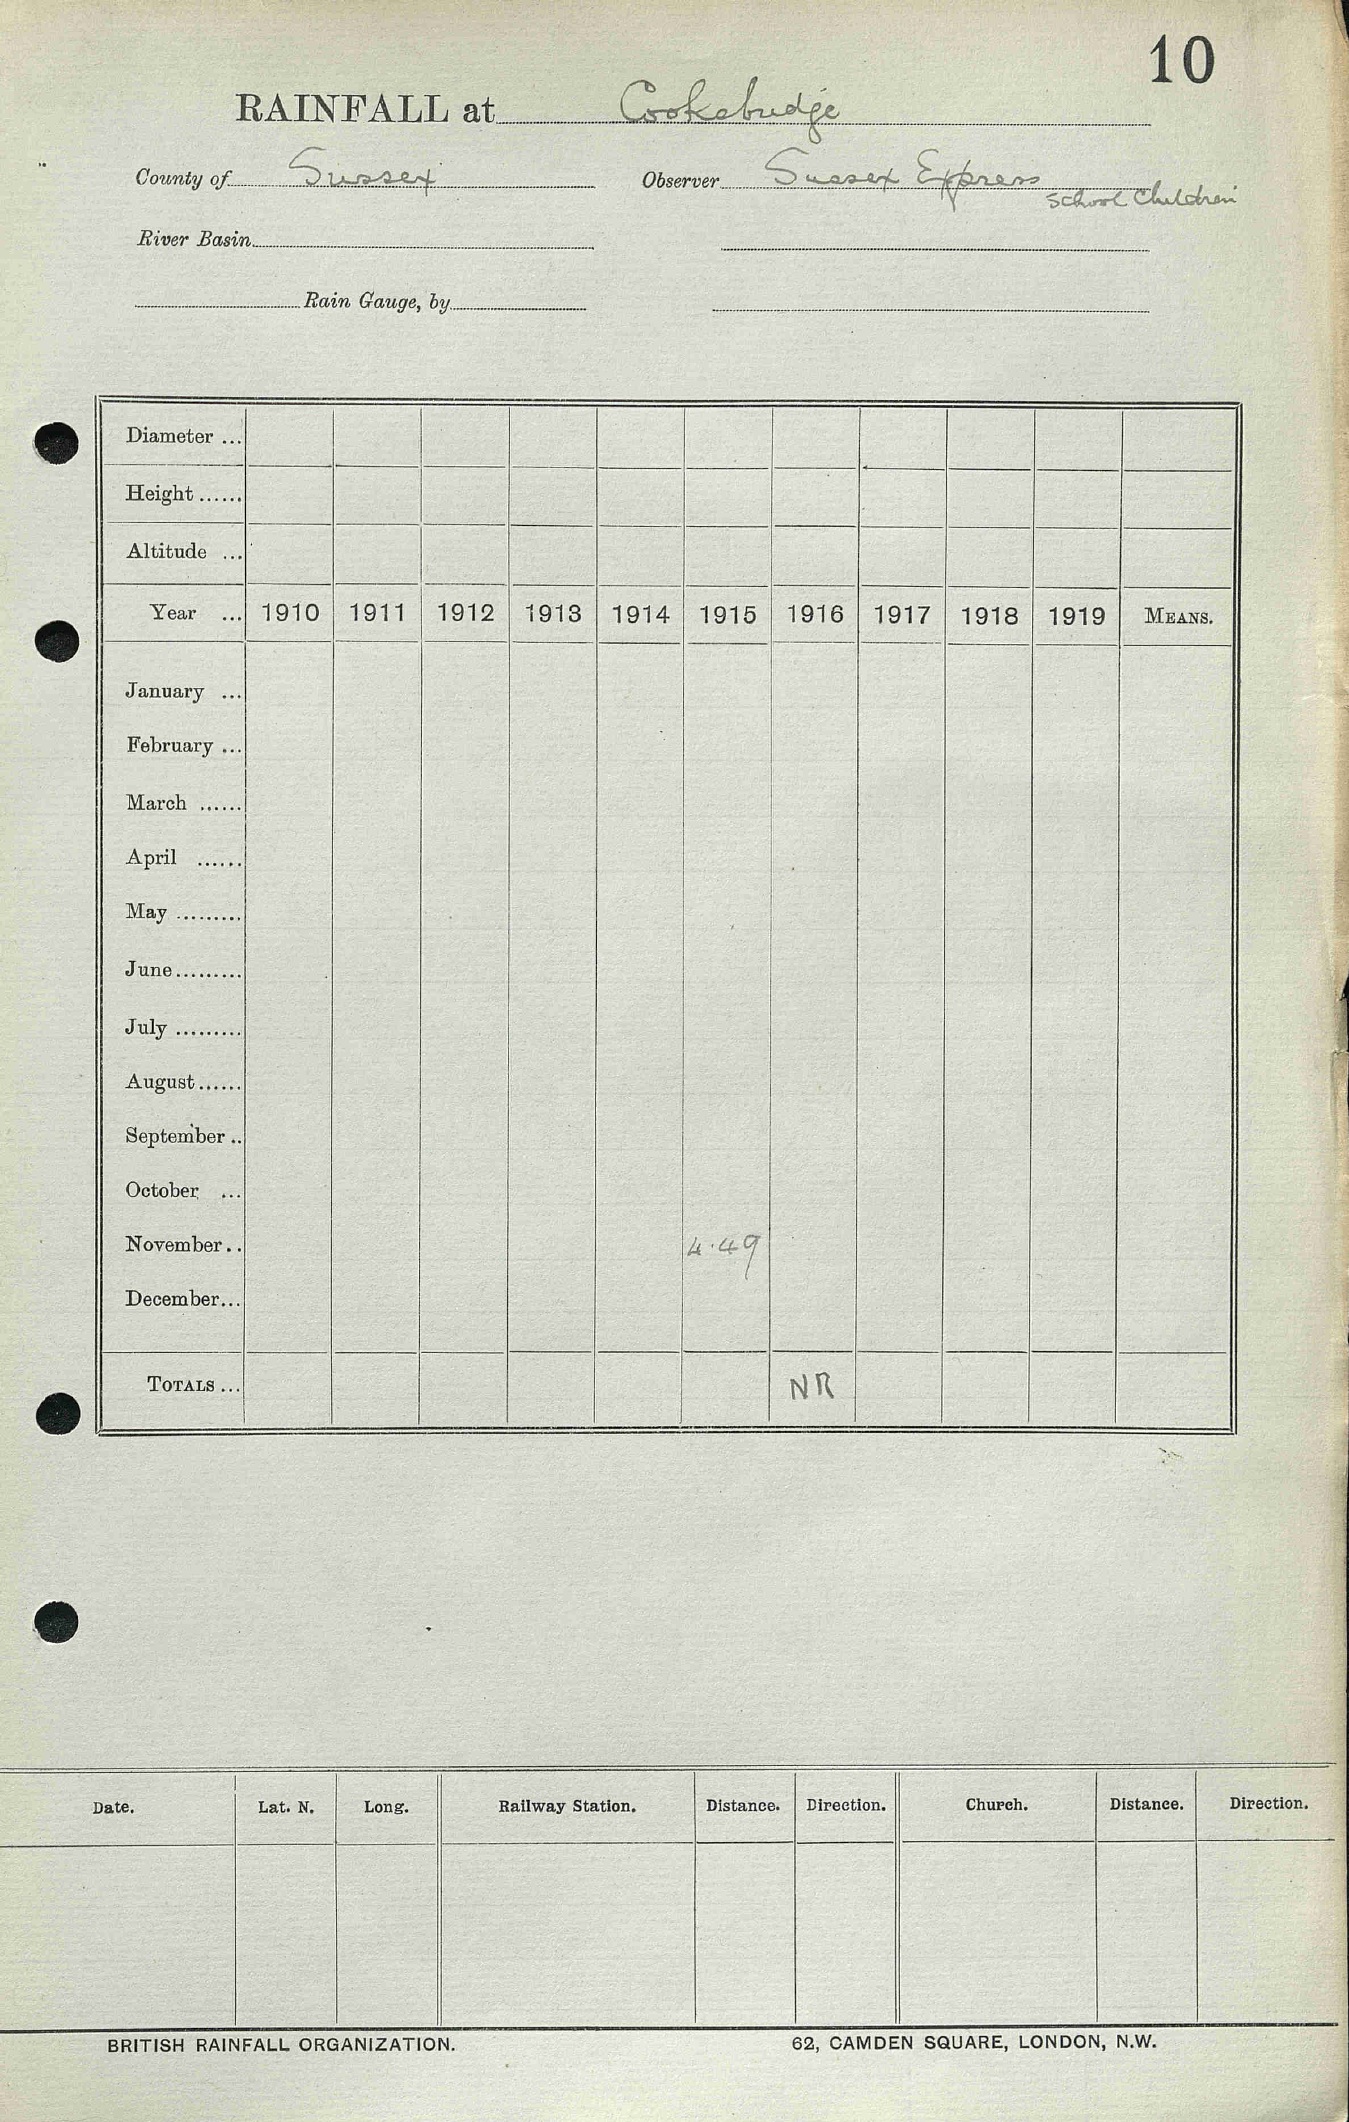 10
RAINFALL at Cooksbridge
County of Sussex Observer Sussex Express
School Children
River Basin
Rain Gauge, by
Diameter ...
Height ......
Altitude ...
Year ... 1910 1911 1912 1913 1914 1915 1916 1917 1918 1919 MEANS.
January ...
February ...
March ......
April ......
May .........
June .........
July .........
August ......
September ..
October ...
November .. 4.49
December ...
TOTALS ... NR
Date. Lat. N. Long. Railway Station. Distance. Direction. Church. Distance. Direction.
BRITISH RAINFALL ORGANIZATION. 62, CAMDEN SQUARE, LONDON, N.W.